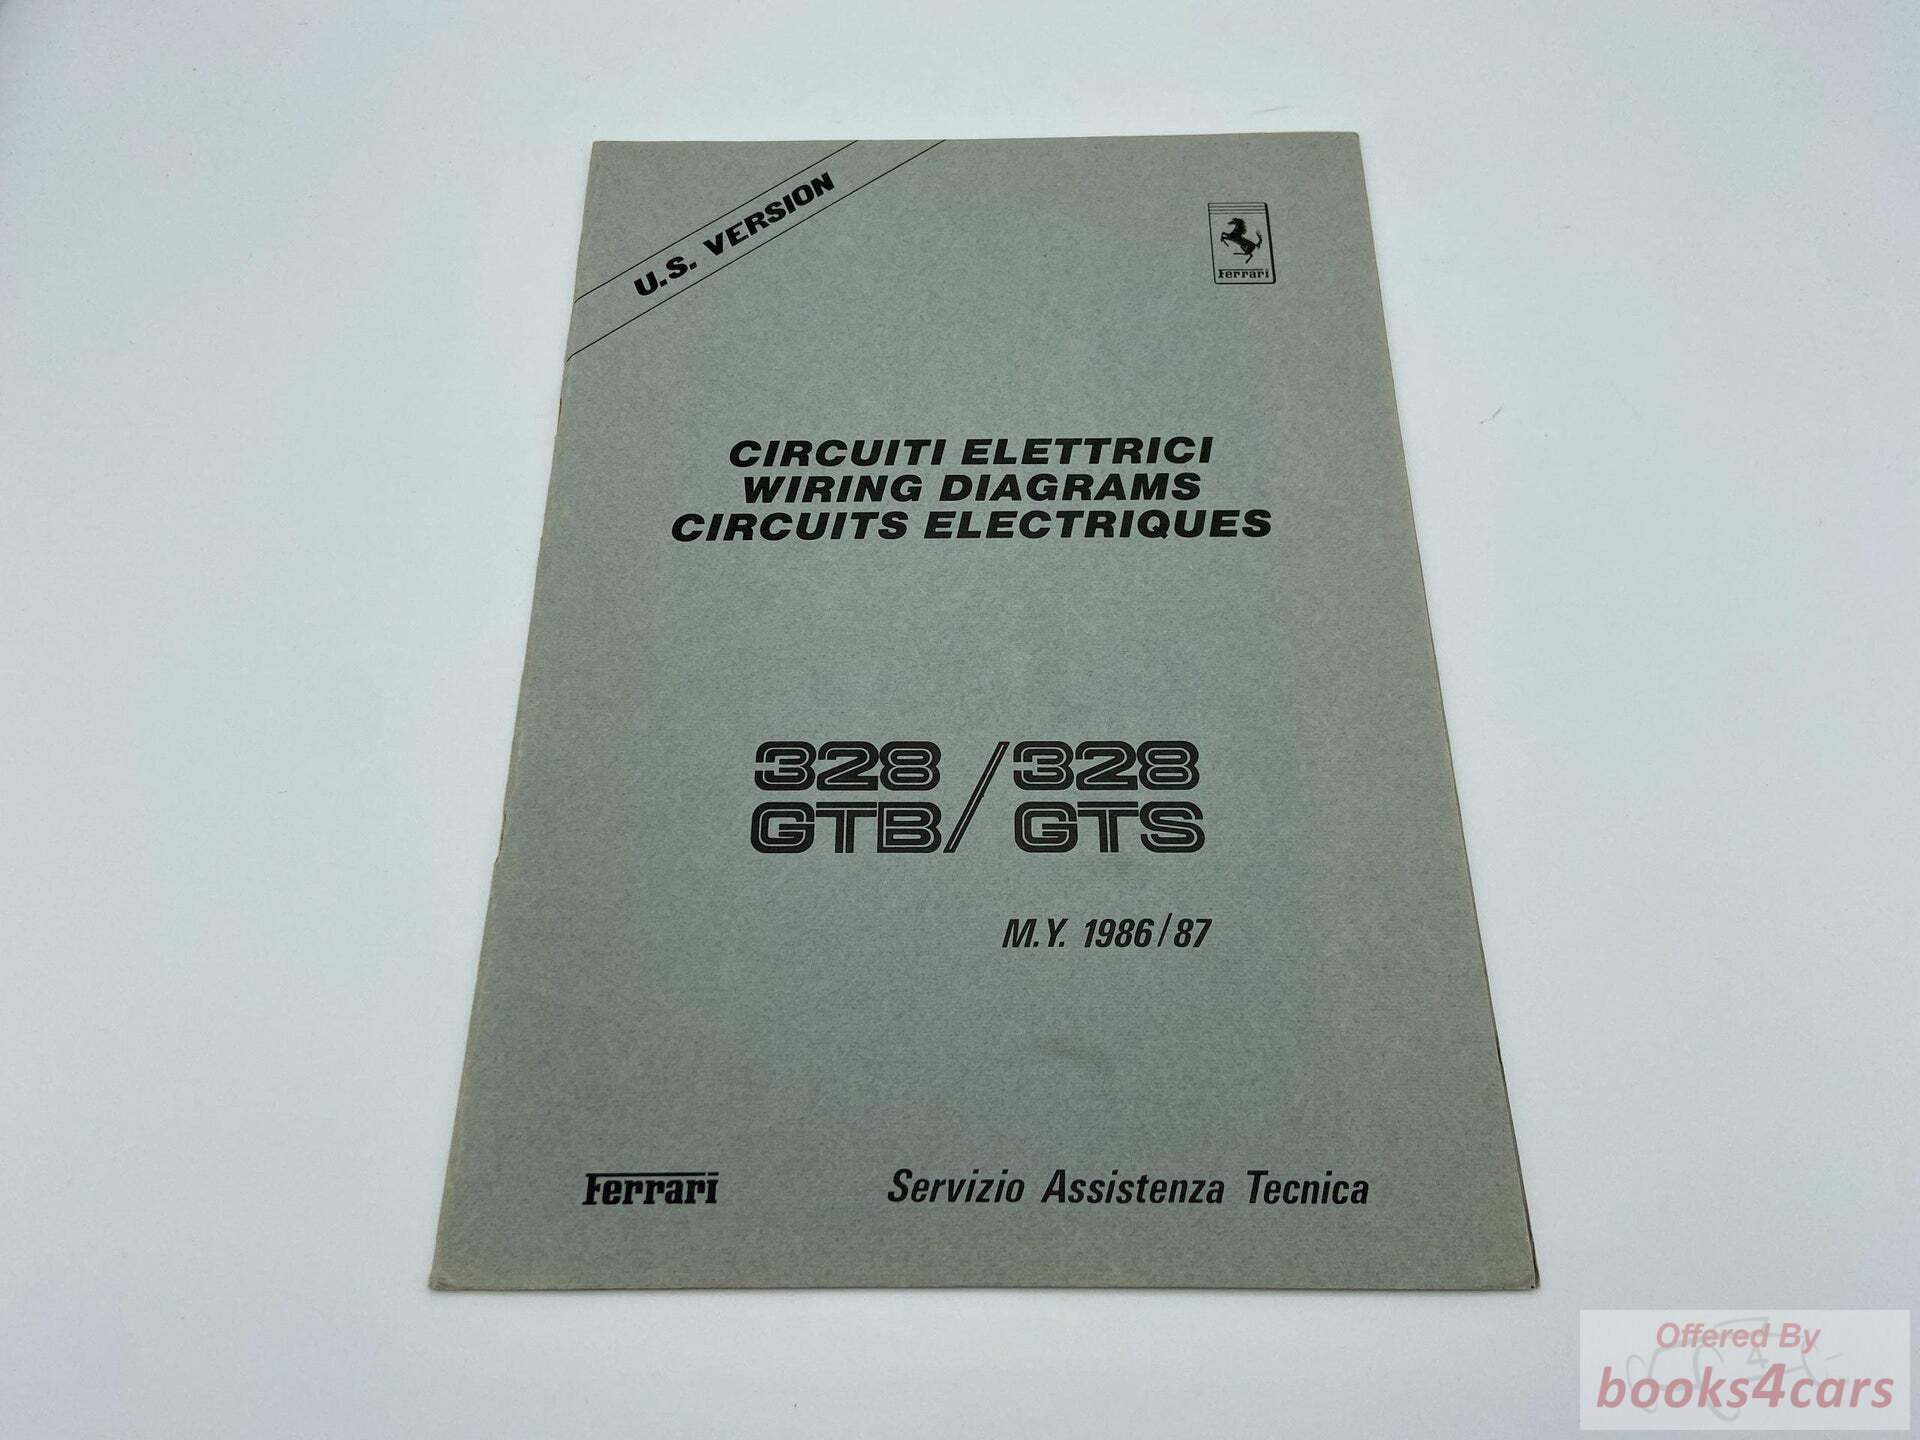 U.S. VERSION
Ferrari
CIRCUITI ELETTRICI
WIRING DIAGRAMS
CIRCUITS ELECTRIQUES
328 / 328
GTB / GTS
M.Y. 1986/87
Ferrari
Servizio Assistenza Tecnica
Offered By
books4cars